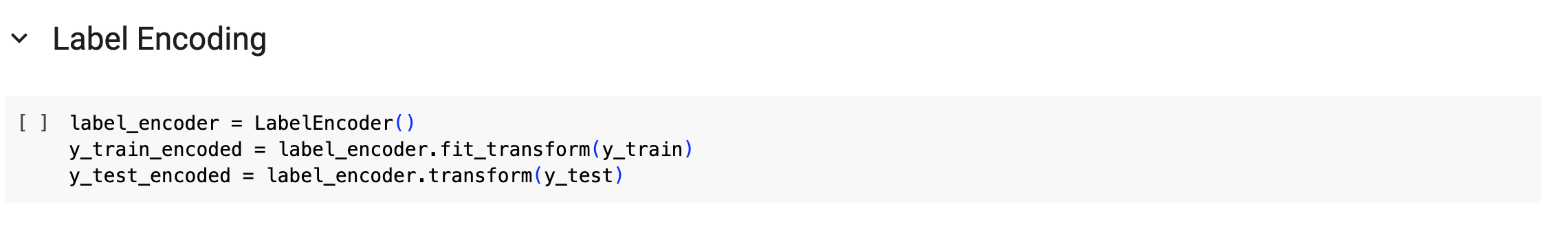 Label Encoding
[ ] label_encoder = LabelEncoder()
y_train_encoded = label_encoder.fit_transform(y_train)
y_test_encoded = label_encoder.transform(y_test)